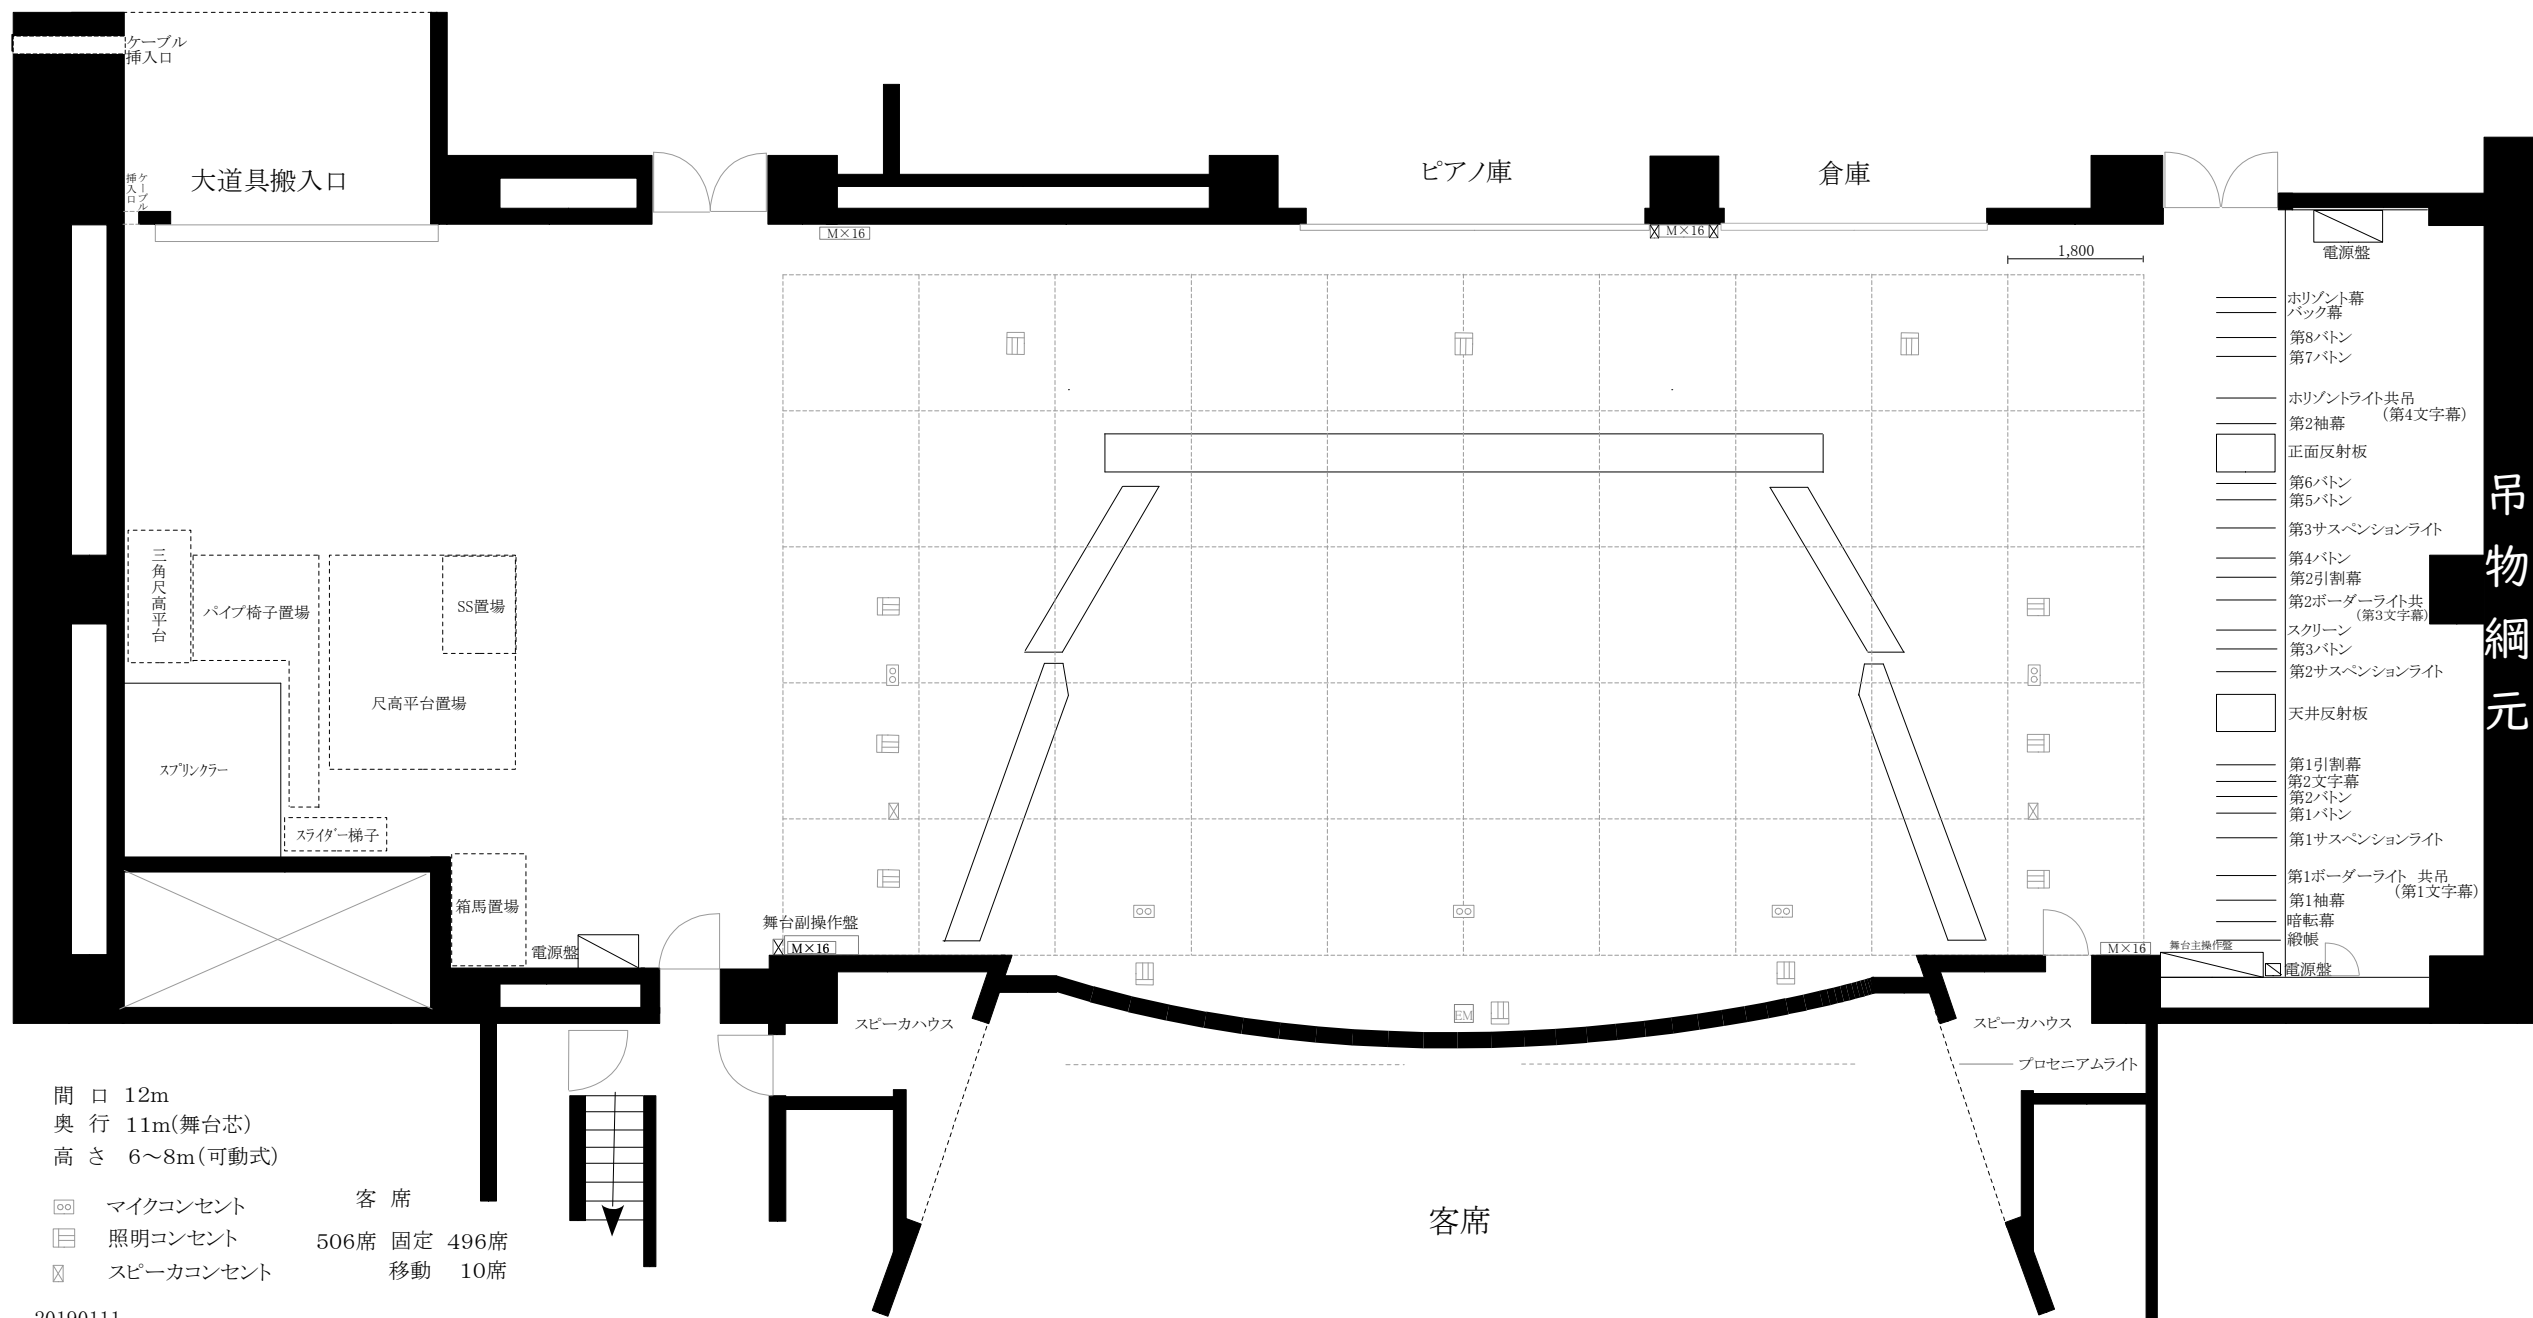 ケーブル
挿入口
ケーブル
挿入口
大道具搬入口
ピアノ庫
倉庫
M×16
M×16
1,800
電源盤
ホリゾント幕
バック幕
第8バトン
第7バトン
ホリゾントライト共吊
(第4文字幕)
第2袖幕
正面反射板
第6バトン
第5バトン
第3サスペンションライト
第4バトン
第2引割幕
第2ボーダーライト共
(第3文字幕)
スクリーン
第3バトン
第2サスペンションライト
天井反射板
第1引割幕
第2文字幕
第2バトン
第1バトン
第1サスペンションライト
第1ボーダーライト 共吊
(第1文字幕)
第1袖幕
暗転幕
緞帳
吊物綱元
三角尺高平台
パイプ椅子置場
SS置場
尺高平台置場
スプリンクラー
スライダー梯子
箱馬置場
電源盤
舞台副操作盤
M×16
M×16
舞台主操作盤
電源盤
スピーカハウス
EM
スピーカハウス
プロセニアムライト
間 口 12m
奥 行 11m(舞台芯)
高 さ 6～8m(可動式)
マイクコンセント
照明コンセント
スピーカコンセント
客 席
506席 固定 496席
移動 10席
客席
20190111